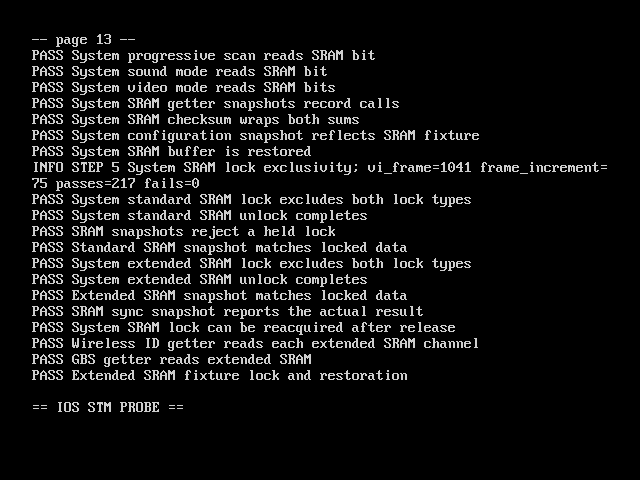 -- page 13 --
PASS System progressive scan reads SRAM bit
PASS System sound mode reads SRAM bit
PASS System video mode reads SRAM bits
PASS System SRAM getter snapshots record calls
PASS System SRAM checksum wraps both sums
PASS System configuration snapshot reflects SRAM fixture
PASS System SRAM buffer is restored
INFO STEP 5 System SRAM lock exclusivity; vi_frame=1041 frame_increment=
75 passes=217 fails=0
PASS System standard SRAM lock excludes both lock types
PASS System standard SRAM unlock completes
PASS SRAM snapshots reject a held lock
PASS Standard SRAM snapshot matches locked data
PASS System extended SRAM lock excludes both lock types
PASS System extended SRAM unlock completes
PASS Extended SRAM snapshot matches locked data
PASS SRAM sync snapshot reports the actual result
PASS System SRAM lock can be reacquired after release
PASS Wireless ID getter reads each extended SRAM channel
PASS GBS getter reads extended SRAM
PASS Extended SRAM fixture lock and restoration
== IOS STM PROBE ==